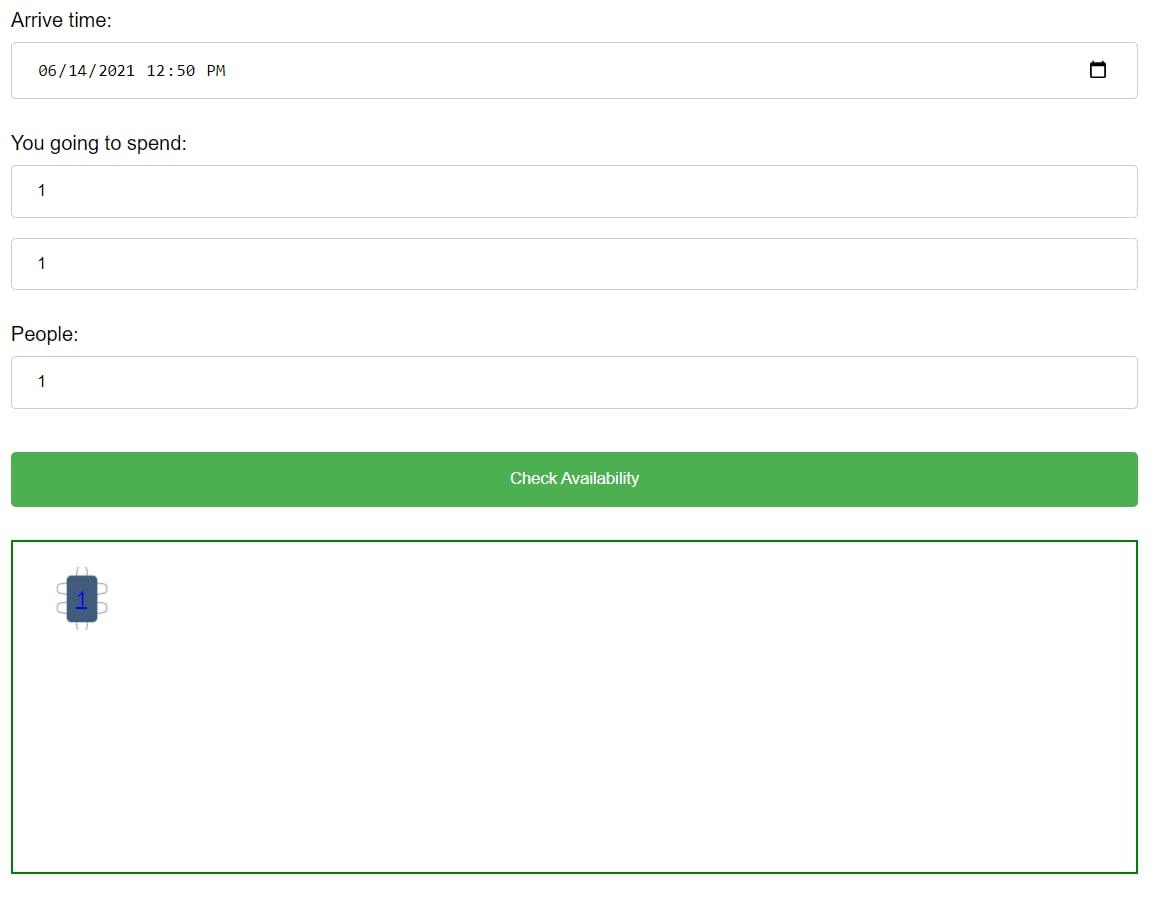 Arrive time:
06/14/2021 12:50 PM
You going to spend:
1
1
People:
1
Check Availability
1